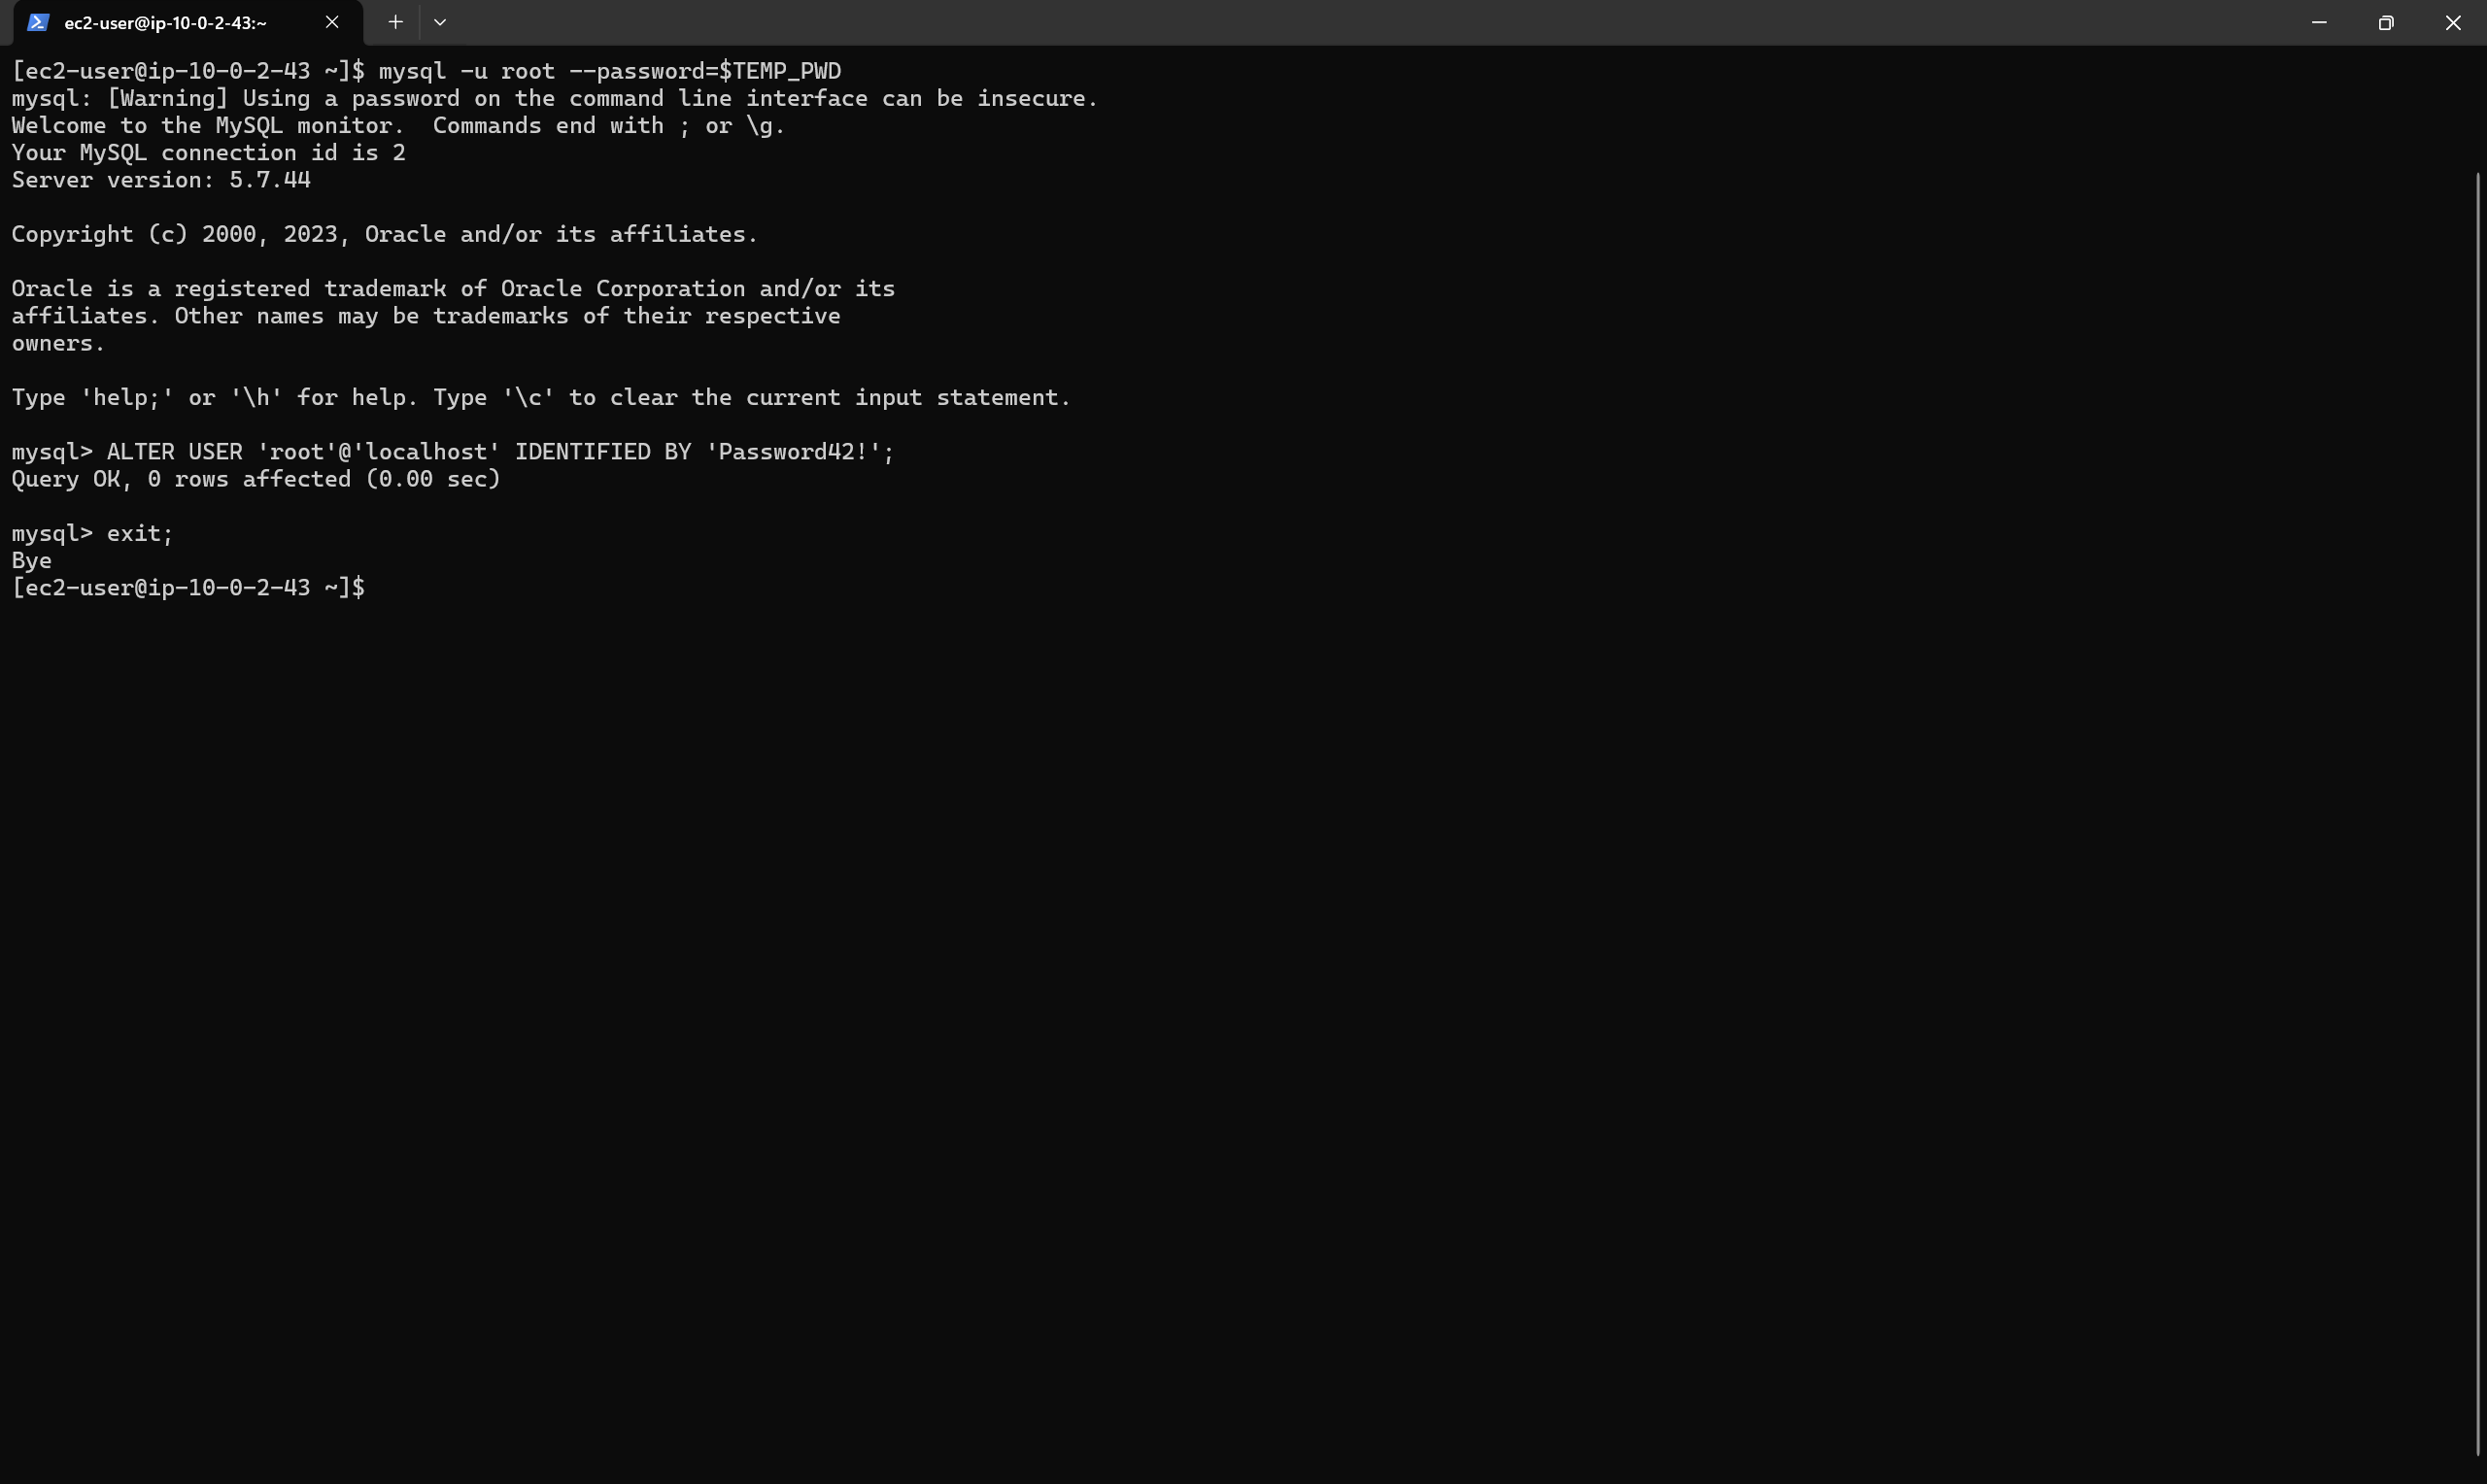 ec2-user@ip-10-0-2-43:~
[ec2-user@ip-10-0-2-43 ~]$ mysql -u root --password=$TEMP_PWD
mysql: [Warning] Using a password on the command line interface can be insecure.
Welcome to the MySQL monitor.  Commands end with ; or \g.
Your MySQL connection id is 2
Server version: 5.7.44
Copyright (c) 2000, 2023, Oracle and/or its affiliates.
Oracle is a registered trademark of Oracle Corporation and/or its
affiliates. Other names may be trademarks of their respective
owners.
Type 'help;' or '\h' for help. Type '\c' to clear the current input statement.
mysql> ALTER USER 'root'@'localhost' IDENTIFIED BY 'Password42!';
Query OK, 0 rows affected (0.00 sec)
mysql> exit;
Bye
[ec2-user@ip-10-0-2-43 ~]$